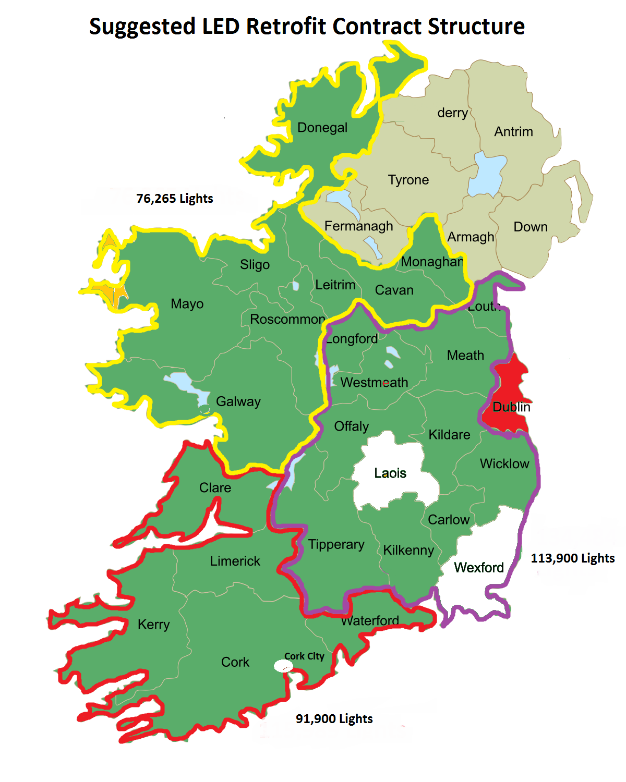 Suggested LED Retrofit Contract Structure
derry
Antrim
Donegal
Tyrone
76,265 Lights
Fermanagh
Armagh
Down
Sligo
Monaghan
Leitrim
Cavan
Mayo
Louth
Roscommon
Longford
Meath
Westmeath
Galway
Dublin
Offaly
Kildare
Wicklow
Laois
Clare
Carlow
Tipperary
Kilkenny
113,900 Lights
Limerick
Wexford
Kerry
Waterford
Cork City
Cork
91,900 Lights